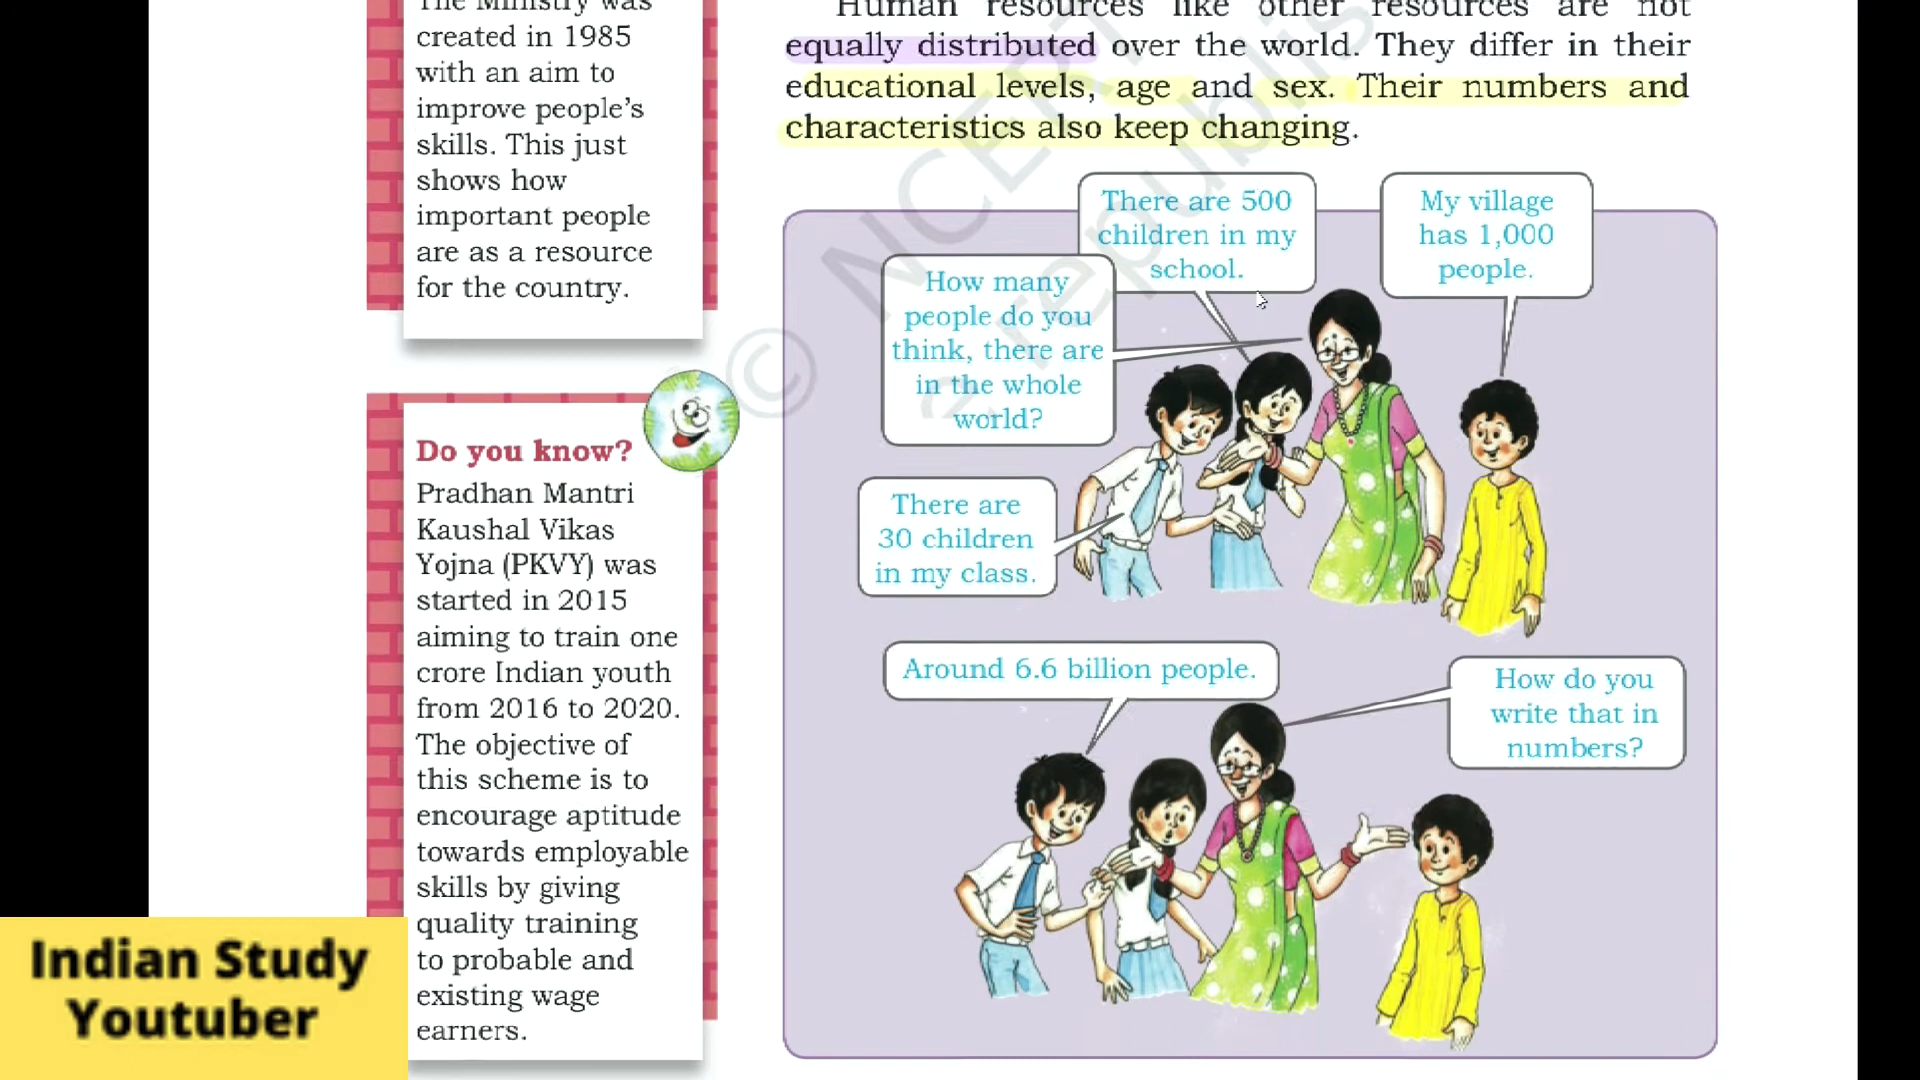 The Ministry was
created in 1985
with an aim to
improve people's
skills. This just
shows how
important people
are as a resource
for the country.
Do you know?
Pradhan Mantri
Kaushal Vikas
Yojna (PKVY) was
started in 2015
aiming to train one
crore Indian youth
from 2016 to 2020.
The objective of
this scheme is to
encourage aptitude
towards employable
skills by giving
quality training
to probable and
existing wage
earners.
Human resources like other resources are not
equally distributed over the world. They differ in their
educational levels, age and sex. Their numbers and
characteristics also keep changing.
There are 500
children in my
school.
My village
has 1,000
people.
How many
people do you
think, there are
in the whole
world?
There are
30 children
in my class.
Around 6.6 billion people.
How do you
write that in
numbers?
© NCERT
republis
Indian Study
Youtuber